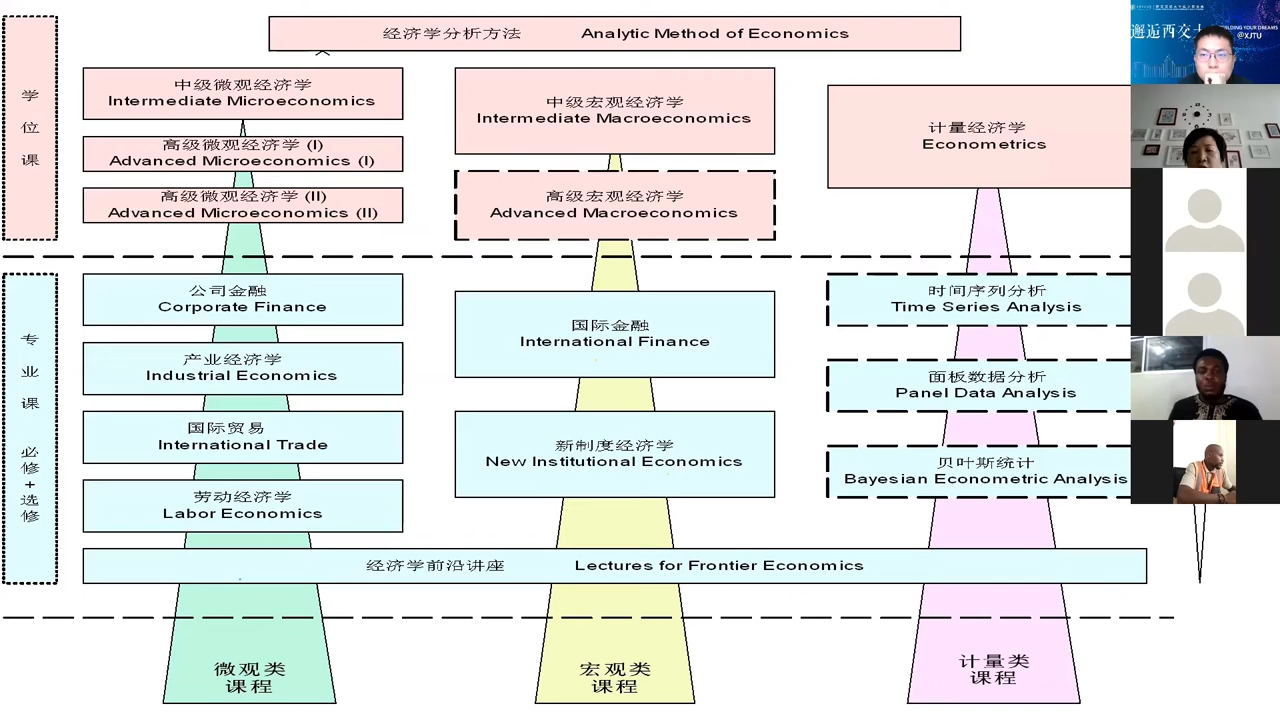 经济学分析方法 Analytic Method of Economics
学位课
中级微观经济学
Intermediate Microeconomics
高级微观经济学 (I)
Advanced Microeconomics (I)
高级微观经济学 (II)
Advanced Microeconomics (II)
中级宏观经济学
Intermediate Macroeconomics
高级宏观经济学
Advanced Macroeconomics
计量经济学
Econometrics
专业课 必修+选修
公司金融
Corporate Finance
产业经济学
Industrial Economics
国际贸易
International Trade
劳动经济学
Labor Economics
国际金融
International Finance
新制度经济学
New Institutional Economics
时间序列分析
Time Series Analysis
面板数据分析
Panel Data Analysis
贝叶斯统计
Bayesian Econometric Analysis
经济学前沿讲座 Lectures for Frontier Economics
微观类
课程
宏观类
课程
计量类
课程
邂逅西交
BUILDING YOUR DREAMS
@XJTU